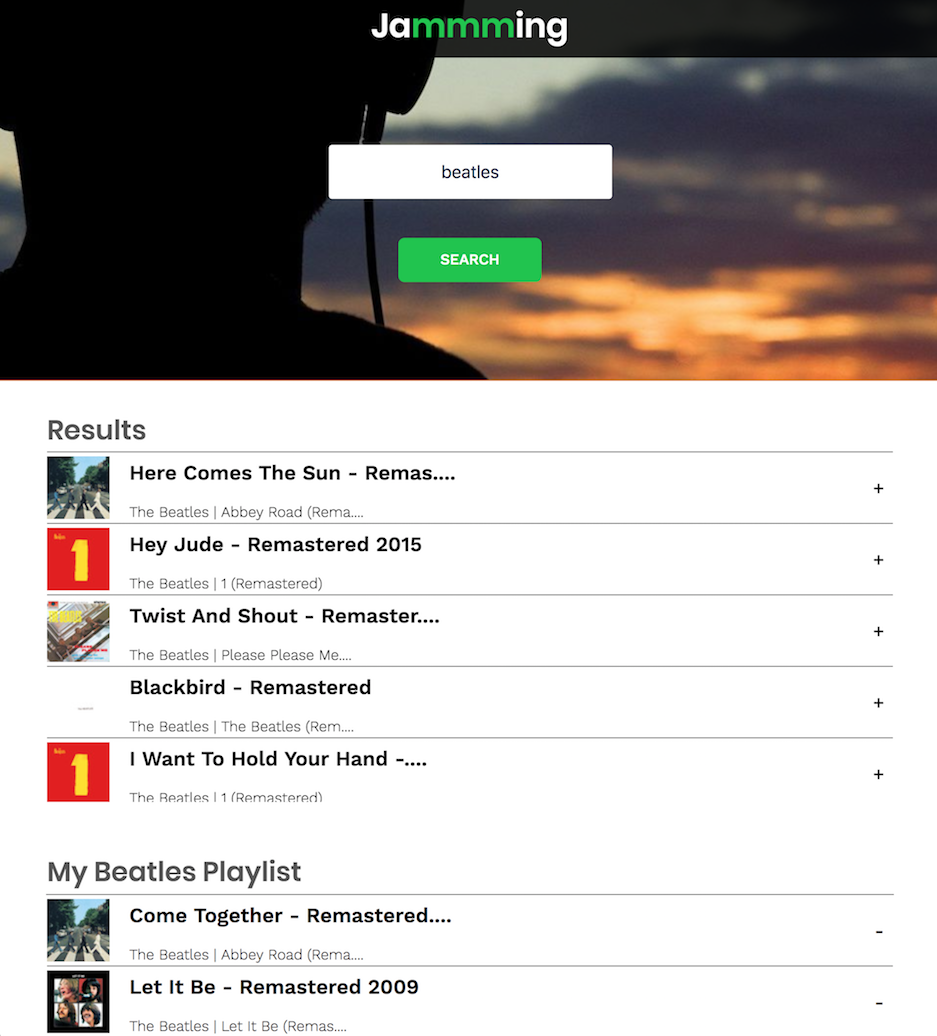 Jammming
beatles
SEARCH
Results
Here Comes The Sun - Remas....
+
The Beatles | Abbey Road (Rema....
1
Hey Jude - Remastered 2015
+
The Beatles | 1 (Remastered)
Twist And Shout - Remaster....
+
The Beatles | Please Please Me....
Blackbird - Remastered
+
The Beatles | The Beatles (Rem....
1
I Want To Hold Your Hand -....
+
The Beatles | 1 (Remastered)
My Beatles Playlist
Come Together - Remastered....
-
The Beatles | Abbey Road (Rema....
Let It Be - Remastered 2009
-
The Beatles | Let It Be (Remas....